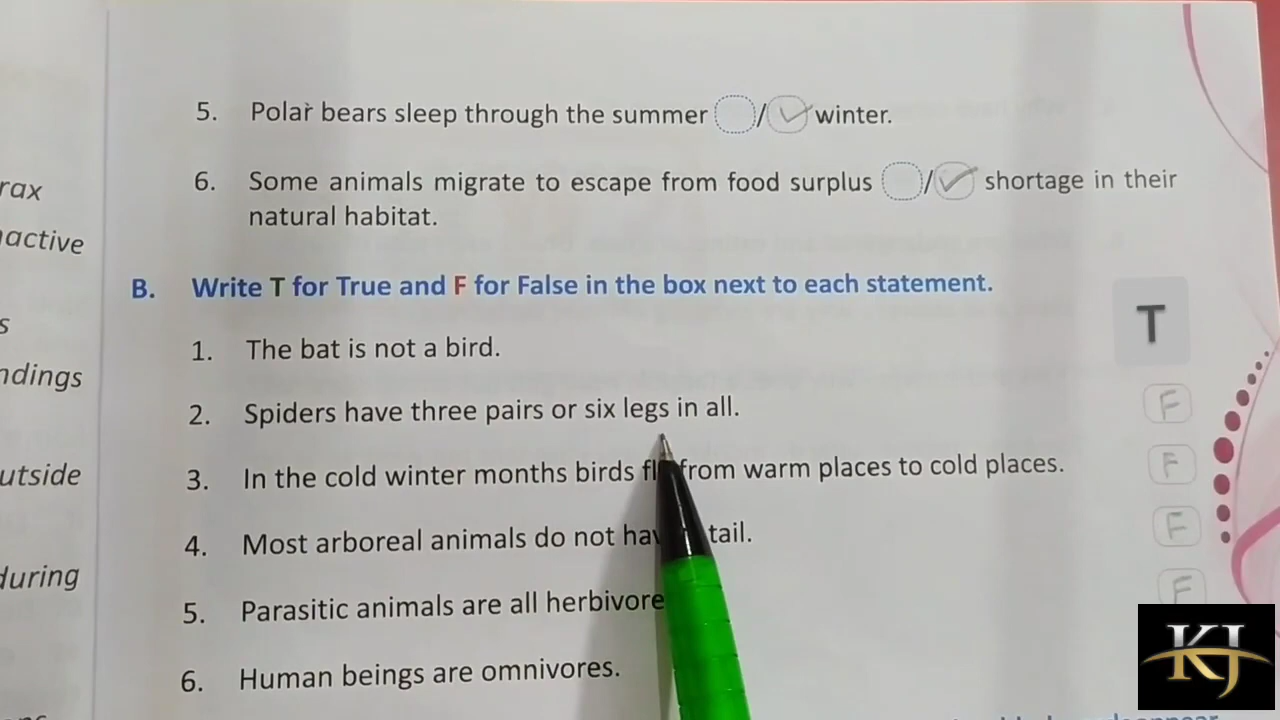 5. Polar bears sleep through the summer / ✓ winter.
6. Some animals migrate to escape from food surplus / ✓ shortage in their
natural habitat.
B. Write T for True and F for False in the box next to each statement.
1. The bat is not a bird. T
2. Spiders have three pairs or six legs in all. F
3. In the cold winter months birds from warm places to cold places. F
4. Most arboreal animals do not tail. F
5. Parasitic animals are all F
6. Human beings are omnivores.
rax
active
s
ndings
utside
during
KJ